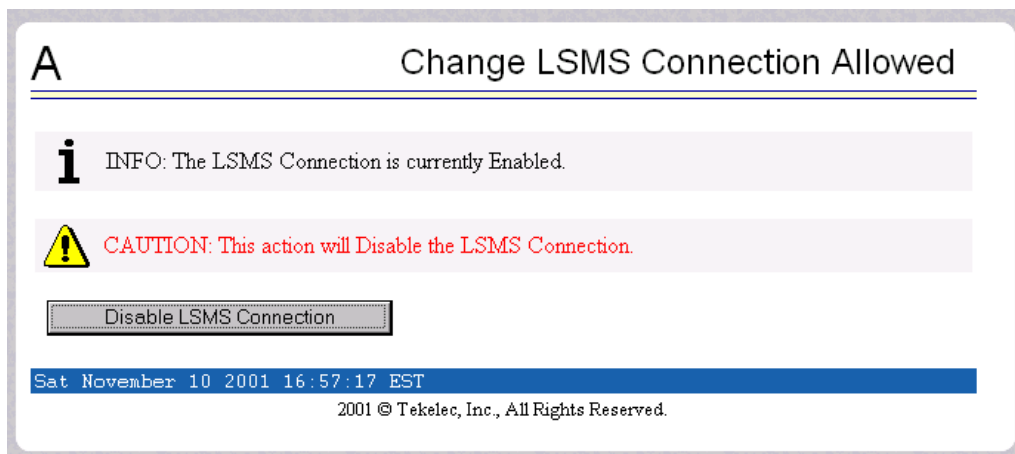 A
Change LSMS Connection Allowed
INFO: The LSMS Connection is currently Enabled.
CAUTION: This action will Disable the LSMS Connection.
Disable LSMS Connection
Sat November 10 2001 16:57:17 EST
2001 © Tekelec, Inc., All Rights Reserved.